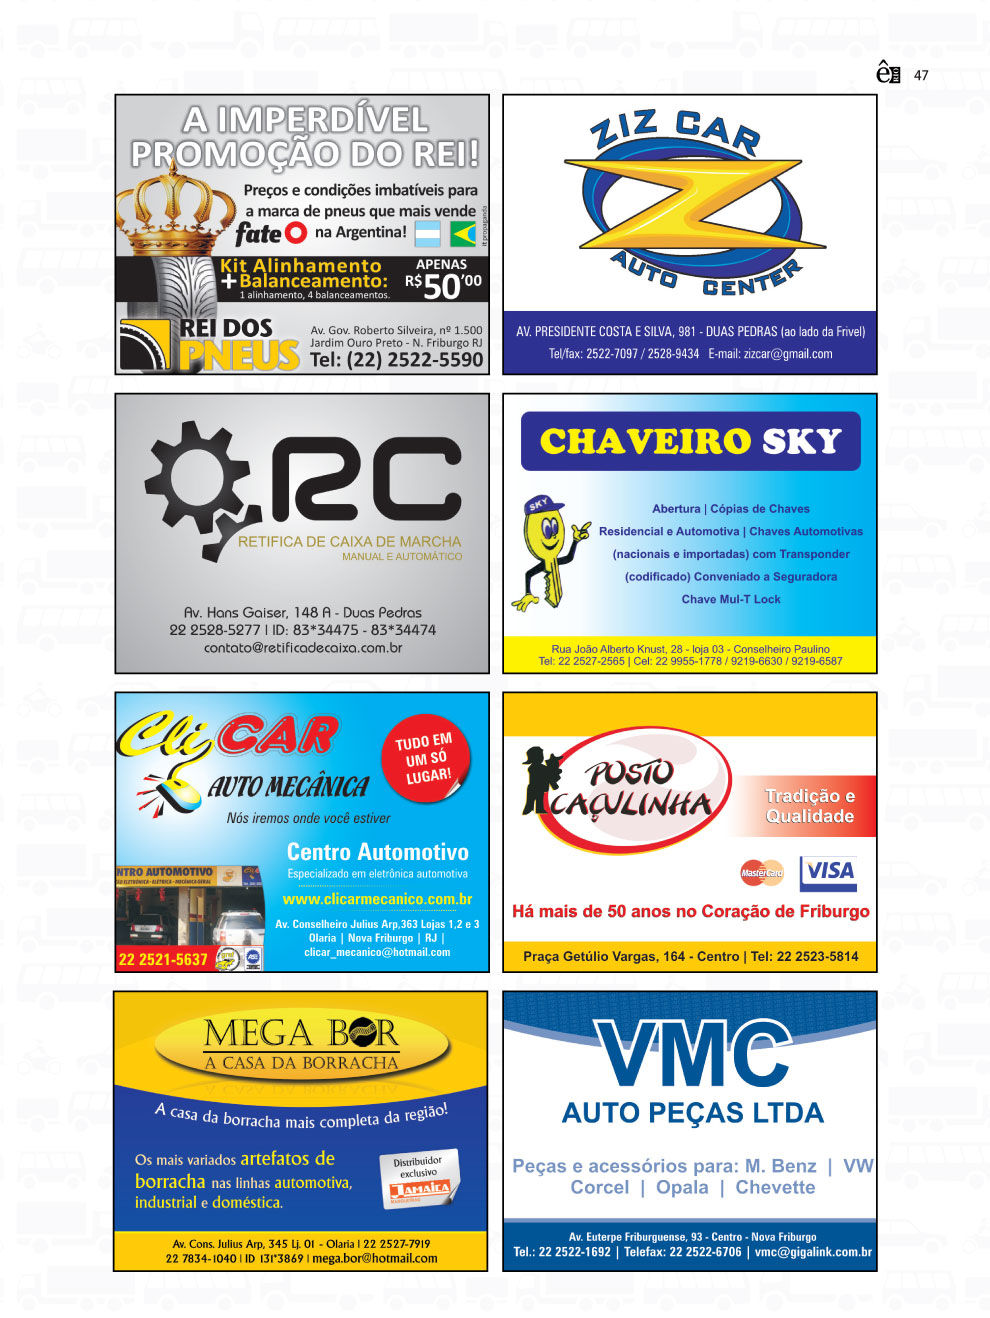 ê
47
A IMPERDÍVEL
PROMOÇÃO DO REI!
Preços e condições imbatíveis para
a marca de pneus que mais vende
fate na Argentina!
it propaganda
Kit Alinhamento
+Balanceamento:
1 alinhamento, 4 balanceamentos.
APENAS
R$50'00
REI DOS
PNEUS
Av. Gov. Roberto Silveira, nº 1.500
Jardim Ouro Preto - N. Friburgo RJ
Tel: (22) 2522-5590
ZIZ CAR
Z
AUTO CENTER
AV. PRESIDENTE COSTA E SILVA, 981 - DUAS PEDRAS (ao lado da Frivel)
Tel/fax: 2522-7097 / 2528-9434 E-mail: zizcar@gmail.com
RC
RETIFICA DE CAIXA DE MARCHA
MANUAL E AUTOMÁTICO
Av. Hans Gaiser, 148 A - Duas Pedras
22 2528-5277 | ID: 83*34475 - 83*34474
contato@retificadecaixa.com.br
CHAVEIRO SKY
SKY
Abertura | Cópias de Chaves
Residencial e Automotiva | Chaves Automotivas
(nacionais e importadas) com Transponder
(codificado) Conveniado a Seguradora
Chave Mul-T Lock
Rua João Alberto Knust, 28 - loja 03 - Conselheiro Paulino
Tel: 22 2527-2565 | Cel: 22 9955-1778 / 9219-6630 / 9219-6587
CliCAR
AUTO MECÂNICA
TUDO EM
UM SÓ
LUGAR!
Nós iremos onde você estiver
Centro Automotivo
Especializado em eletrônica automotiva
www.clicarmecanico.com.br
NTRO AUTOMOTIVO
Av. Conselheiro Julius Arp,363 Lojas 1,2 e 3
Olaria | Nova Friburgo | RJ |
clicar_mecanico@hotmail.com
22 2521-5637
POSTO
CAÇULINHA
Tradição e
Qualidade
MasterCard
VISA
Há mais de 50 anos no Coração de Friburgo
Praça Getúlio Vargas, 164 - Centro | Tel: 22 2523-5814
MEGA BOR
A CASA DA BORRACHA
A casa da borracha mais completa da região!
Os mais variados artefatos de
borracha nas linhas automotiva,
industrial e doméstica.
Distribuidor
exclusivo
JAMAICA
MANGUEIRAS
Av. Cons. Julius Arp, 345 Lj. 01 - Olaria | 22 2527-7919
22 7834-1040 | ID 131*3869 | mega.bor@hotmail.com
VMC
AUTO PEÇAS LTDA
Peças e acessórios para: M. Benz | VW
Corcel | Opala | Chevette
Av. Euterpe Friburguense, 93 - Centro - Nova Friburgo
Tel.: 22 2522-1692 | Telefax: 22 2522-6706 | vmc@gigalink.com.br